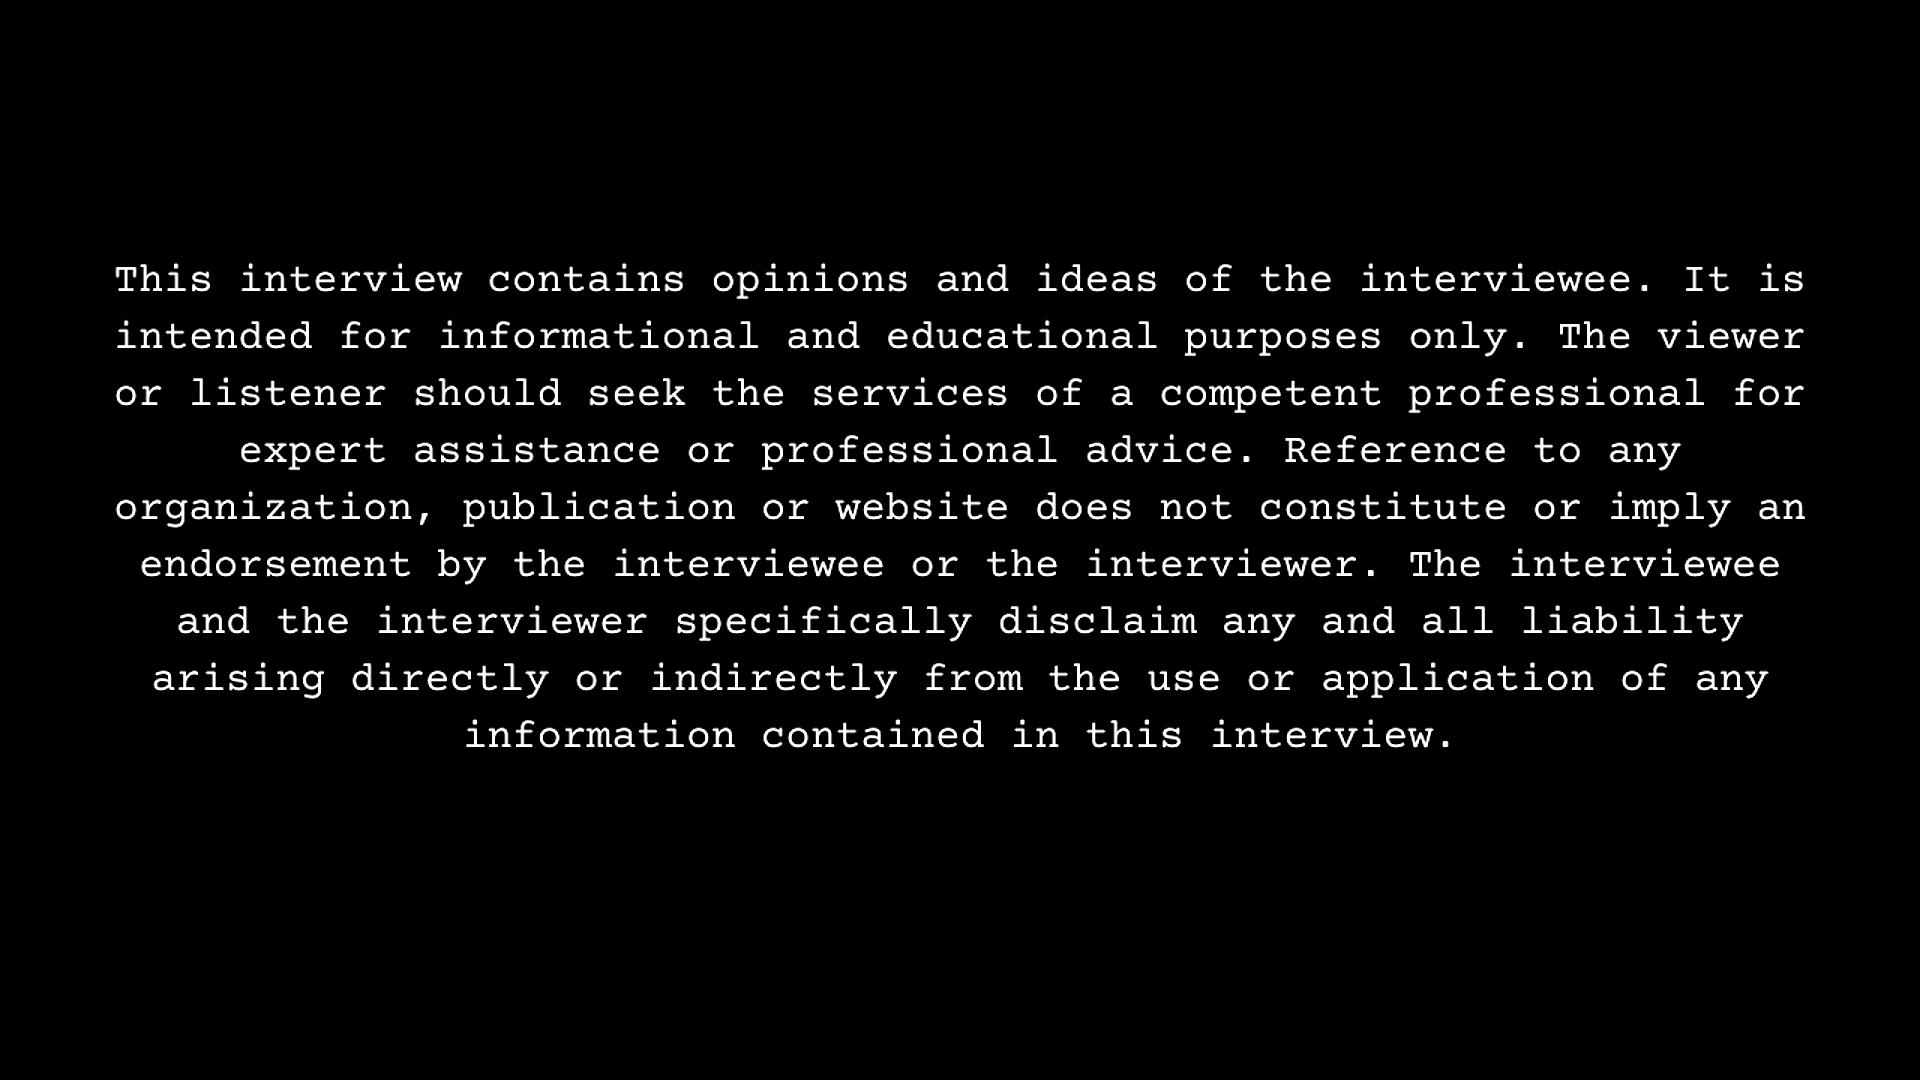 This interview contains opinions and ideas of the interviewee. It is
intended for informational and educational purposes only. The viewer
or listener should seek the services of a competent professional for
expert assistance or professional advice. Reference to any
organization, publication or website does not constitute or imply an
endorsement by the interviewee or the interviewer. The interviewee
and the interviewer specifically disclaim any and all liability
arising directly or indirectly from the use or application of any
information contained in this interview.